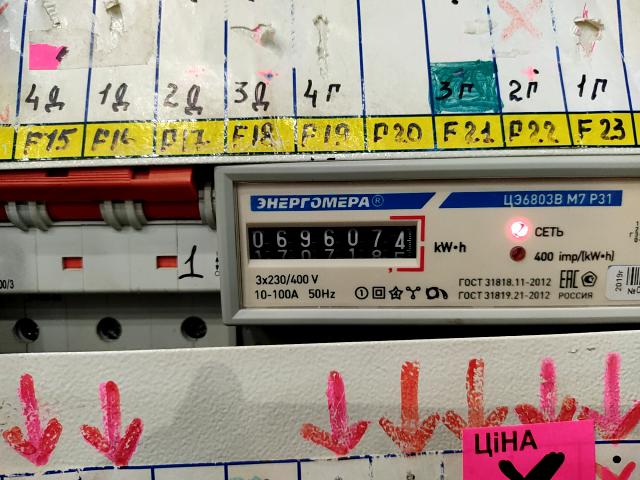 4Д 1Д 2Д 3Д 4Г 3Г 2Г 1Г
F15 F16 F17 F18 F19 F20 F21 F22 F23
ЭНЕРГОМЕРА® ЦЭ6803В М7 Р31
0696074 kW•h
СЕТЬ
400 imp/(kW•h)
1
3x230/400 V
10-100A 50Hz
ГОСТ 31818.11-2012
ГОСТ 31819.21-2012
ЕАС
РОССИЯ
2019г
ЦІНА